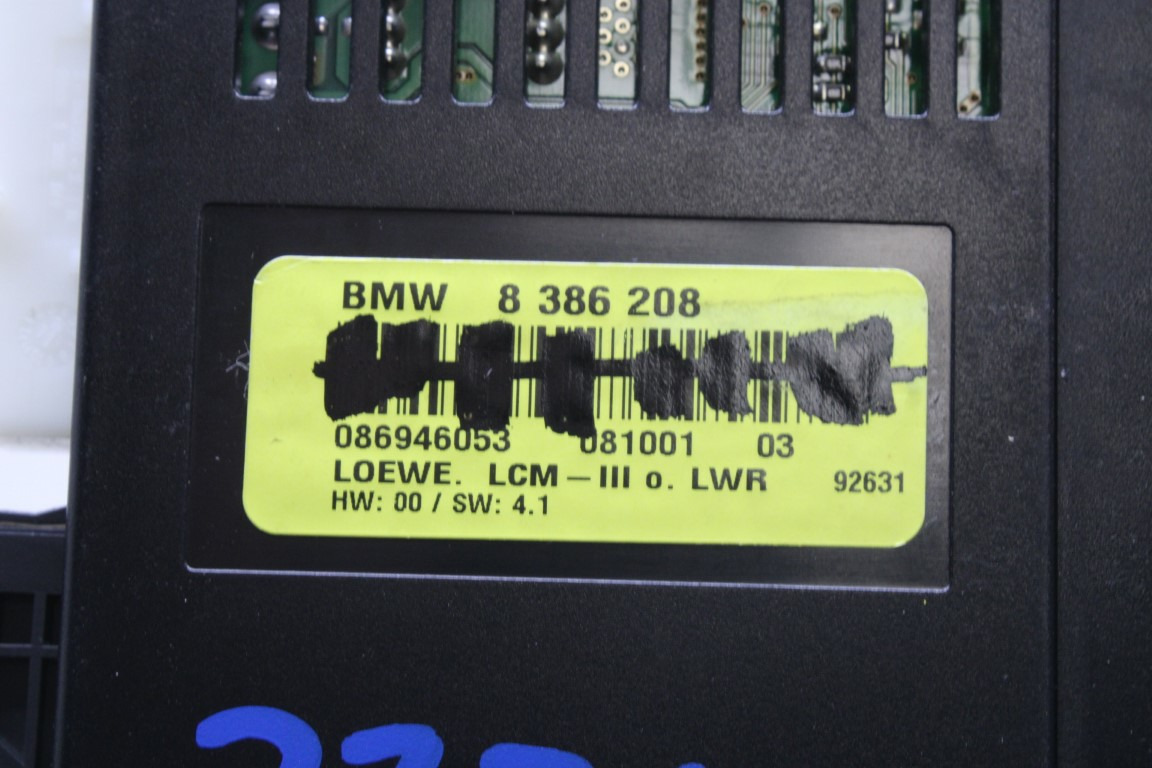 BMW 8 386 208
086946053 081001 03
LOEWE. LCM-III o. LWR 92631
HW: 00 / SW: 4.1